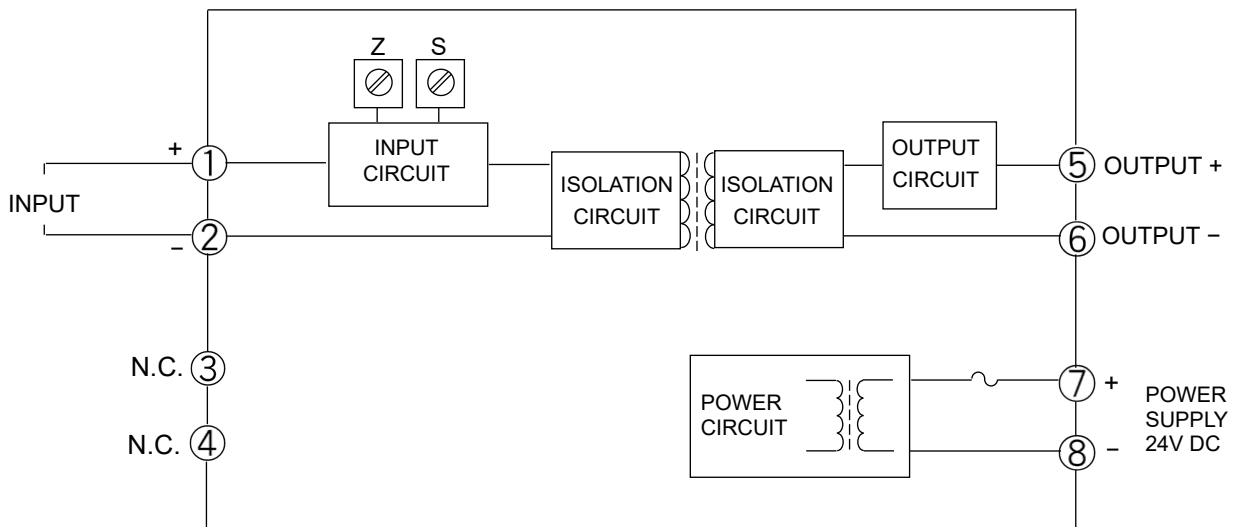 Z S
+ 1
INPUT
CIRCUIT
INPUT
- 2
ISOLATION
CIRCUIT
ISOLATION
CIRCUIT
OUTPUT
CIRCUIT
5 OUTPUT +
6 OUTPUT -
N.C. 3
N.C. 4
POWER
CIRCUIT
7 +
8 -
POWER
SUPPLY
24V DC